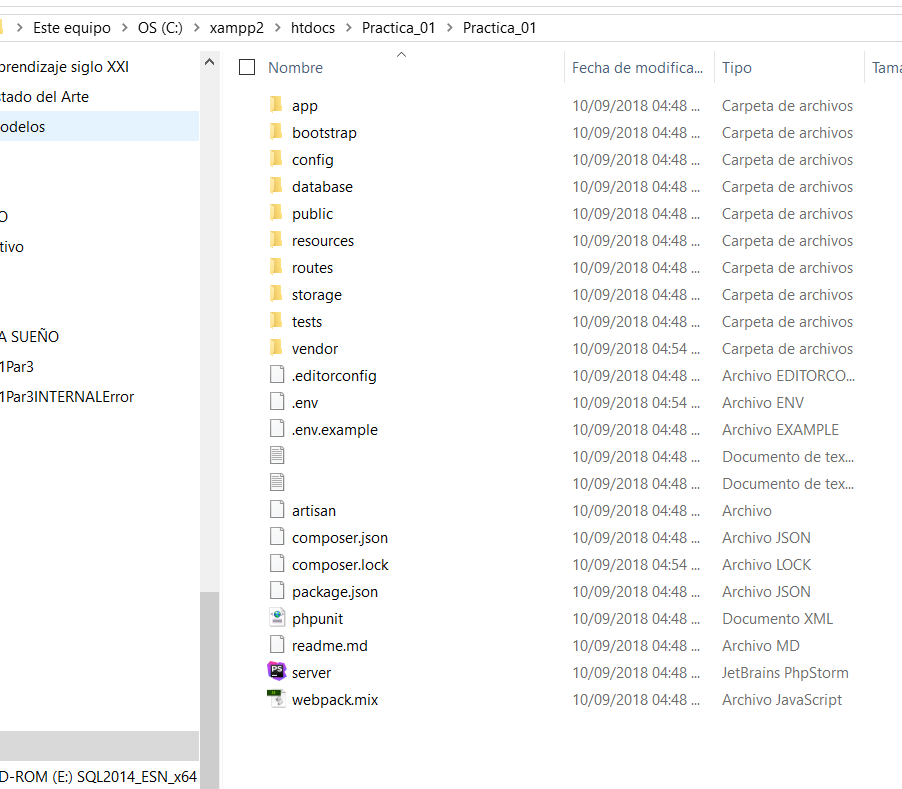 Este equipo > OS (C:) > xampp2 > htdocs > Practica_01 > Practica_01
Nombre Fecha de modifica... Tipo Tama
prendizaje siglo XXI
stado del Arte
odelos
O
tivo
A SUEÑO
1Par3
1Par3INTERNALError
D-ROM (E:) SQL2014_ESN_x64
app 10/09/2018 04:48 ... Carpeta de archivos
bootstrap 10/09/2018 04:48 ... Carpeta de archivos
config 10/09/2018 04:48 ... Carpeta de archivos
database 10/09/2018 04:48 ... Carpeta de archivos
public 10/09/2018 04:48 ... Carpeta de archivos
resources 10/09/2018 04:48 ... Carpeta de archivos
routes 10/09/2018 04:48 ... Carpeta de archivos
storage 10/09/2018 04:48 ... Carpeta de archivos
tests 10/09/2018 04:48 ... Carpeta de archivos
vendor 10/09/2018 04:54 ... Carpeta de archivos
.editorconfig 10/09/2018 04:48 ... Archivo EDITORCO...
.env 10/09/2018 04:54 ... Archivo ENV
.env.example 10/09/2018 04:48 ... Archivo EXAMPLE
10/09/2018 04:48 ... Documento de tex...
10/09/2018 04:48 ... Documento de tex...
artisan 10/09/2018 04:48 ... Archivo
composer.json 10/09/2018 04:48 ... Archivo JSON
composer.lock 10/09/2018 04:54 ... Archivo LOCK
package.json 10/09/2018 04:48 ... Archivo JSON
phpunit 10/09/2018 04:48 ... Documento XML
readme.md 10/09/2018 04:48 ... Archivo MD
server 10/09/2018 04:48 ... JetBrains PhpStorm
webpack.mix 10/09/2018 04:48 ... Archivo JavaScript